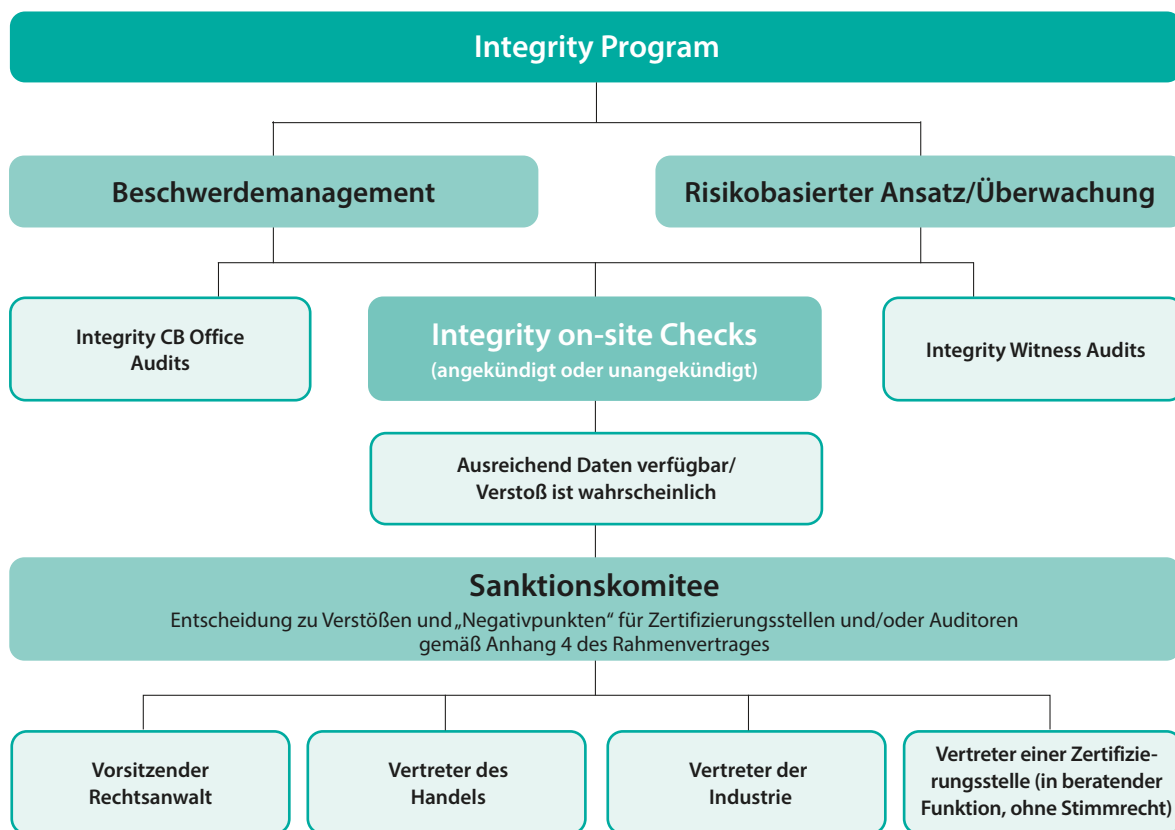 Integrity Program
Beschwerdemanagement
Risikobasierter Ansatz/Überwachung
Integrity CB Office
Audits
Integrity on-site Checks
(angekündigt oder unangekündigt)
Integrity Witness Audits
Ausreichend Daten verfügbar/
Verstoß ist wahrscheinlich
Sanktionskomitee
Entscheidung zu Verstößen und „Negativpunkten“ für Zertifizierungsstellen und/oder Auditoren
gemäß Anhang 4 des Rahmenvertrages
Vorsitzender
Rechtsanwalt
Vertreter des
Handels
Vertreter der
Industrie
Vertreter einer Zertifizie-
rungsstelle (in beratender
Funktion, ohne Stimmrecht)